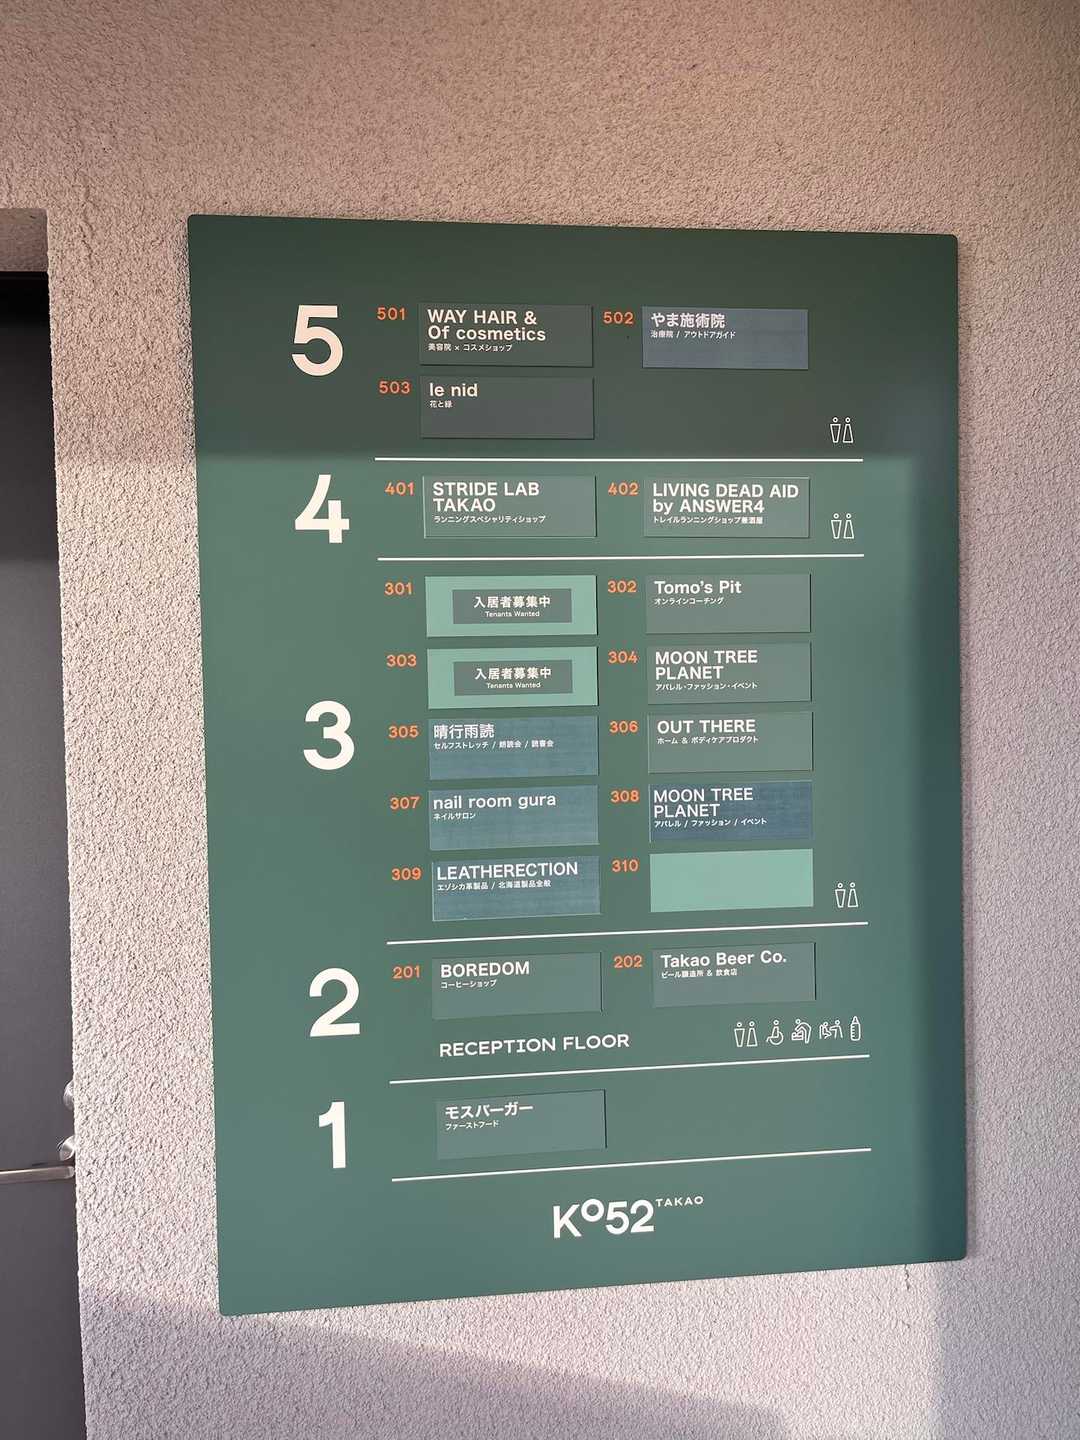 5
501
WAY HAIR &
Of cosmetics
美容院 × コスメショップ
502
やま施術院
治療院 / アウトドアガイド
503
le nid
花と緑
4
401
STRIDE LAB
TAKAO
ランニングスペシャリティショップ
402
LIVING DEAD AID
by ANSWER4
トレイルランニングショップ兼酒屋
3
301
入居者募集中
Tenants Wanted
302
Tomo's Pit
オンラインコーチング
303
入居者募集中
Tenants Wanted
304
MOON TREE
PLANET
アパレル・ファッション・イベント
305
晴行雨読
セルフストレッチ / 朗読会 / 読書会
306
OUT THERE
ホーム & ボディケアプロダクト
307
nail room gura
ネイルサロン
308
MOON TREE
PLANET
アパレル / ファッション / イベント
309
LEATHERECTION
エゾシカ革製品 / 北海道製品全般
310
2
201
BOREDOM
コーヒーショップ
202
Takao Beer Co.
ビール醸造所 & 飲食店
RECEPTION FLOOR
1
モスバーガー
ファーストフード
Ko52 TAKAO